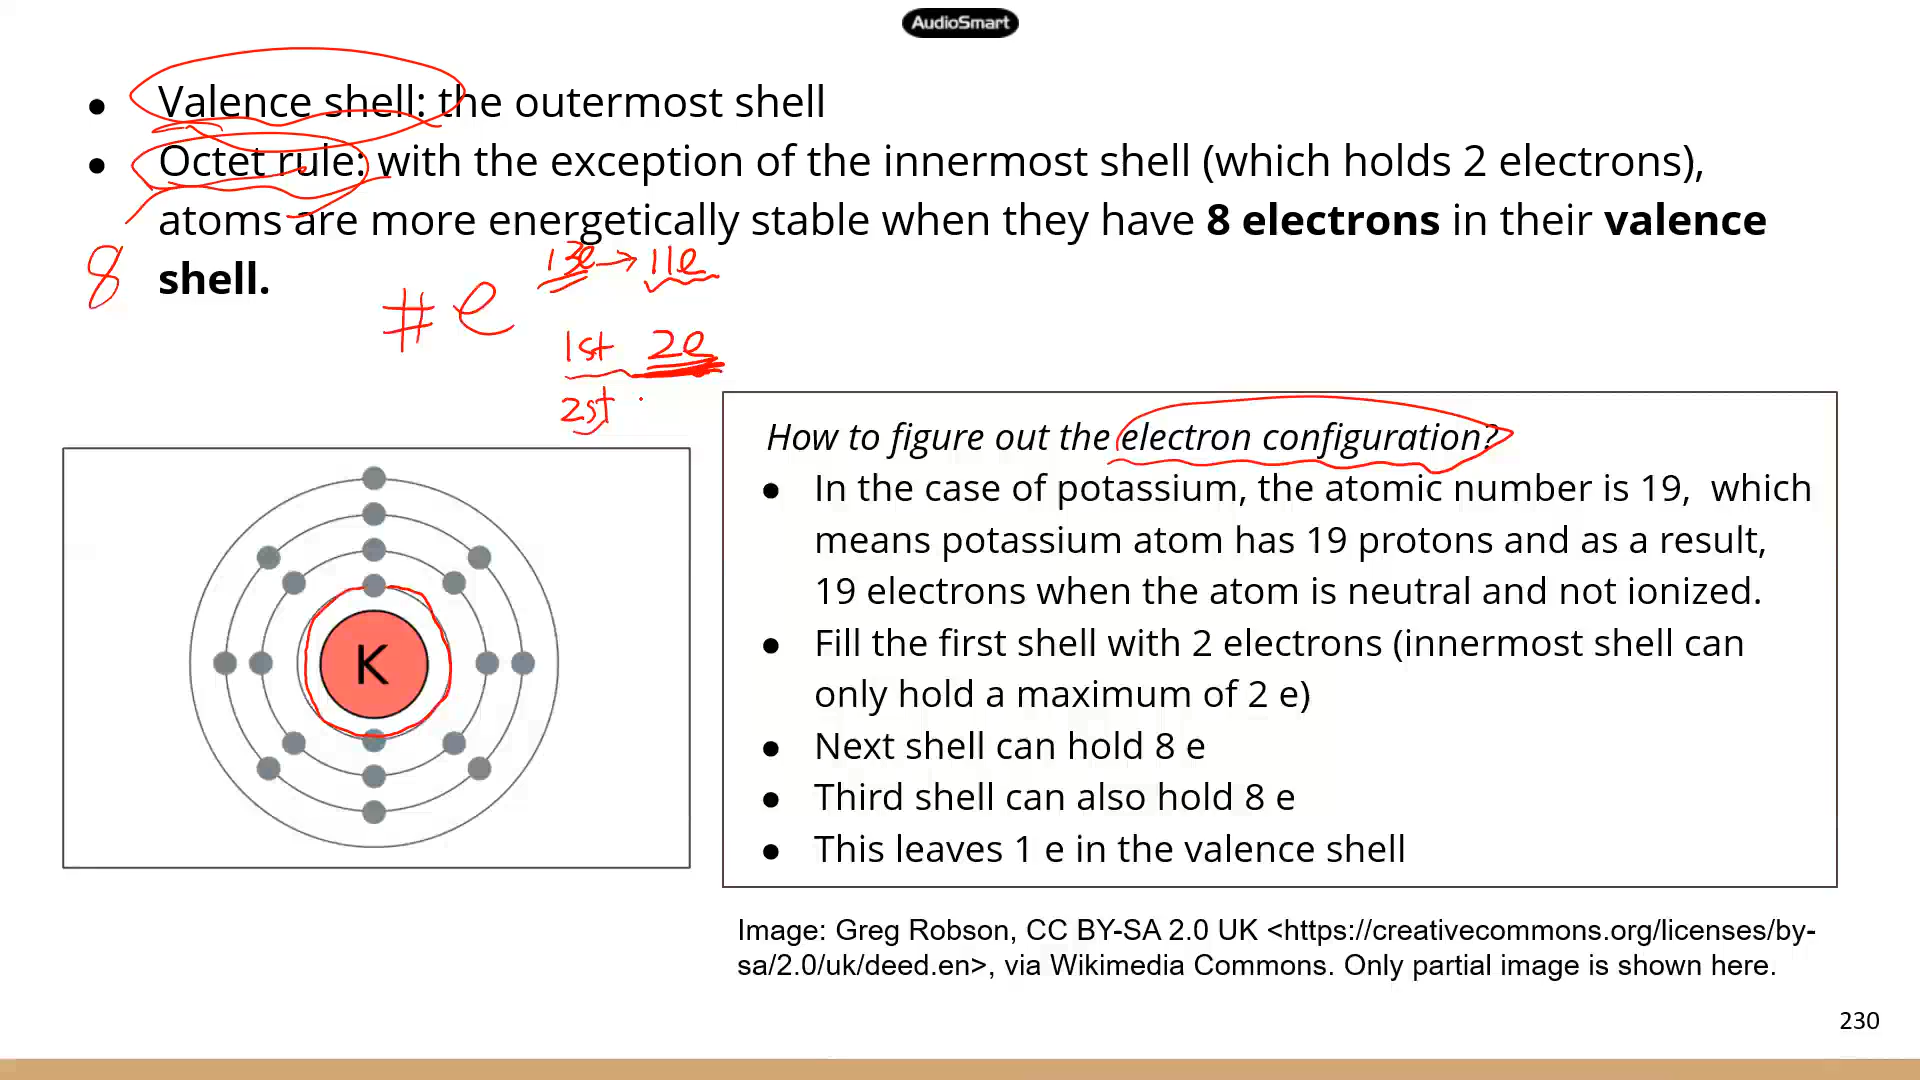 AudioSmart
● Valence shell: the outermost shell
● Octet rule: with the exception of the innermost shell (which holds 2 electrons),
atoms are more energetically stable when they have 8 electrons in their valence
shell.
8
# e
13e → 11e
1st 2e
2st
How to figure out the electron configuration?
● In the case of potassium, the atomic number is 19, which
means potassium atom has 19 protons and as a result,
19 electrons when the atom is neutral and not ionized.
● Fill the first shell with 2 electrons (innermost shell can
only hold a maximum of 2 e)
● Next shell can hold 8 e
● Third shell can also hold 8 e
● This leaves 1 e in the valence shell
K
Image: Greg Robson, CC BY-SA 2.0 UK <https://creativecommons.org/licenses/by-
sa/2.0/uk/deed.en>, via Wikimedia Commons. Only partial image is shown here.
230